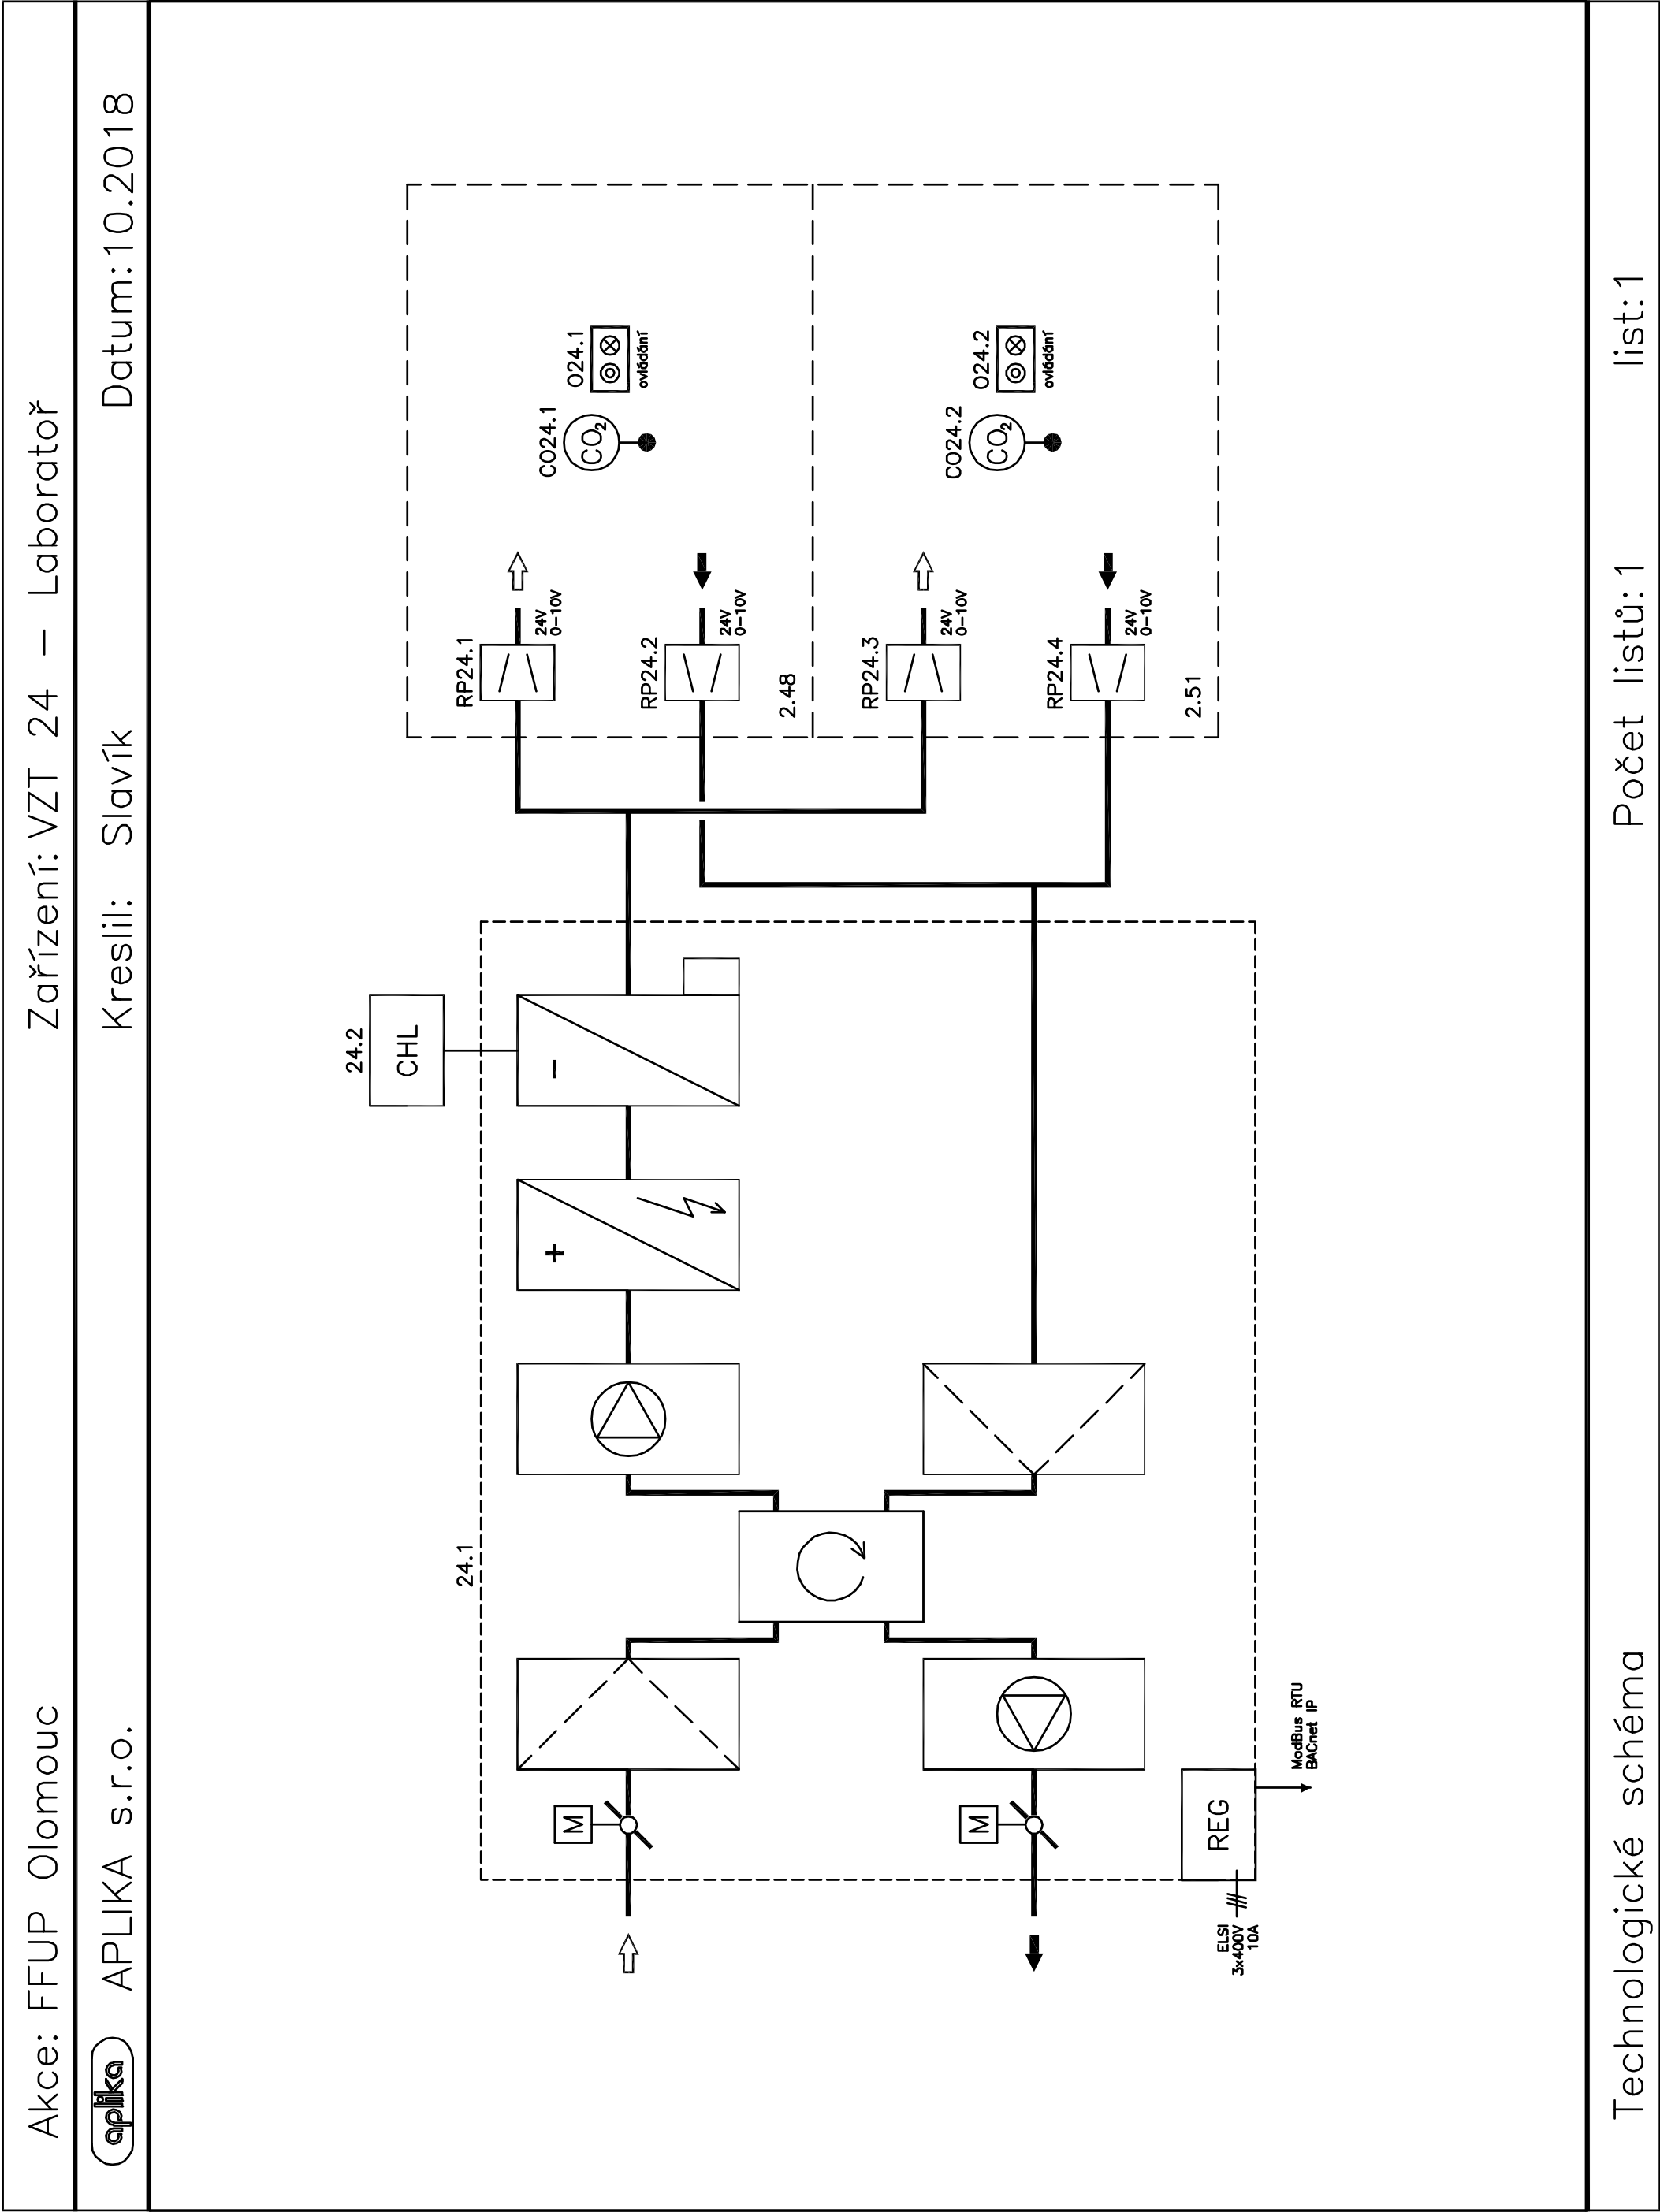 Akce: FFUP Olomouc
Zařízení: VZT 24 – Laboratoř
aplika
APLIKA s.r.o.
Kreslil: Slavík
Datum: 10.2018
24.2
CHL
–
+
24.1
M
M
REG
ELSI
3x400V
10A
ModBus RTU
BACnet IP
RP24.1
24V
0–10V
RP24.2
24V
0–10V
2.48
CO24.1
CO2
O24.1
ovládání
RP24.3
24V
0–10V
RP24.4
24V
0–10V
2.51
CO24.2
CO2
O24.2
ovládání
Technologické schéma
Počet listů: 1
list: 1